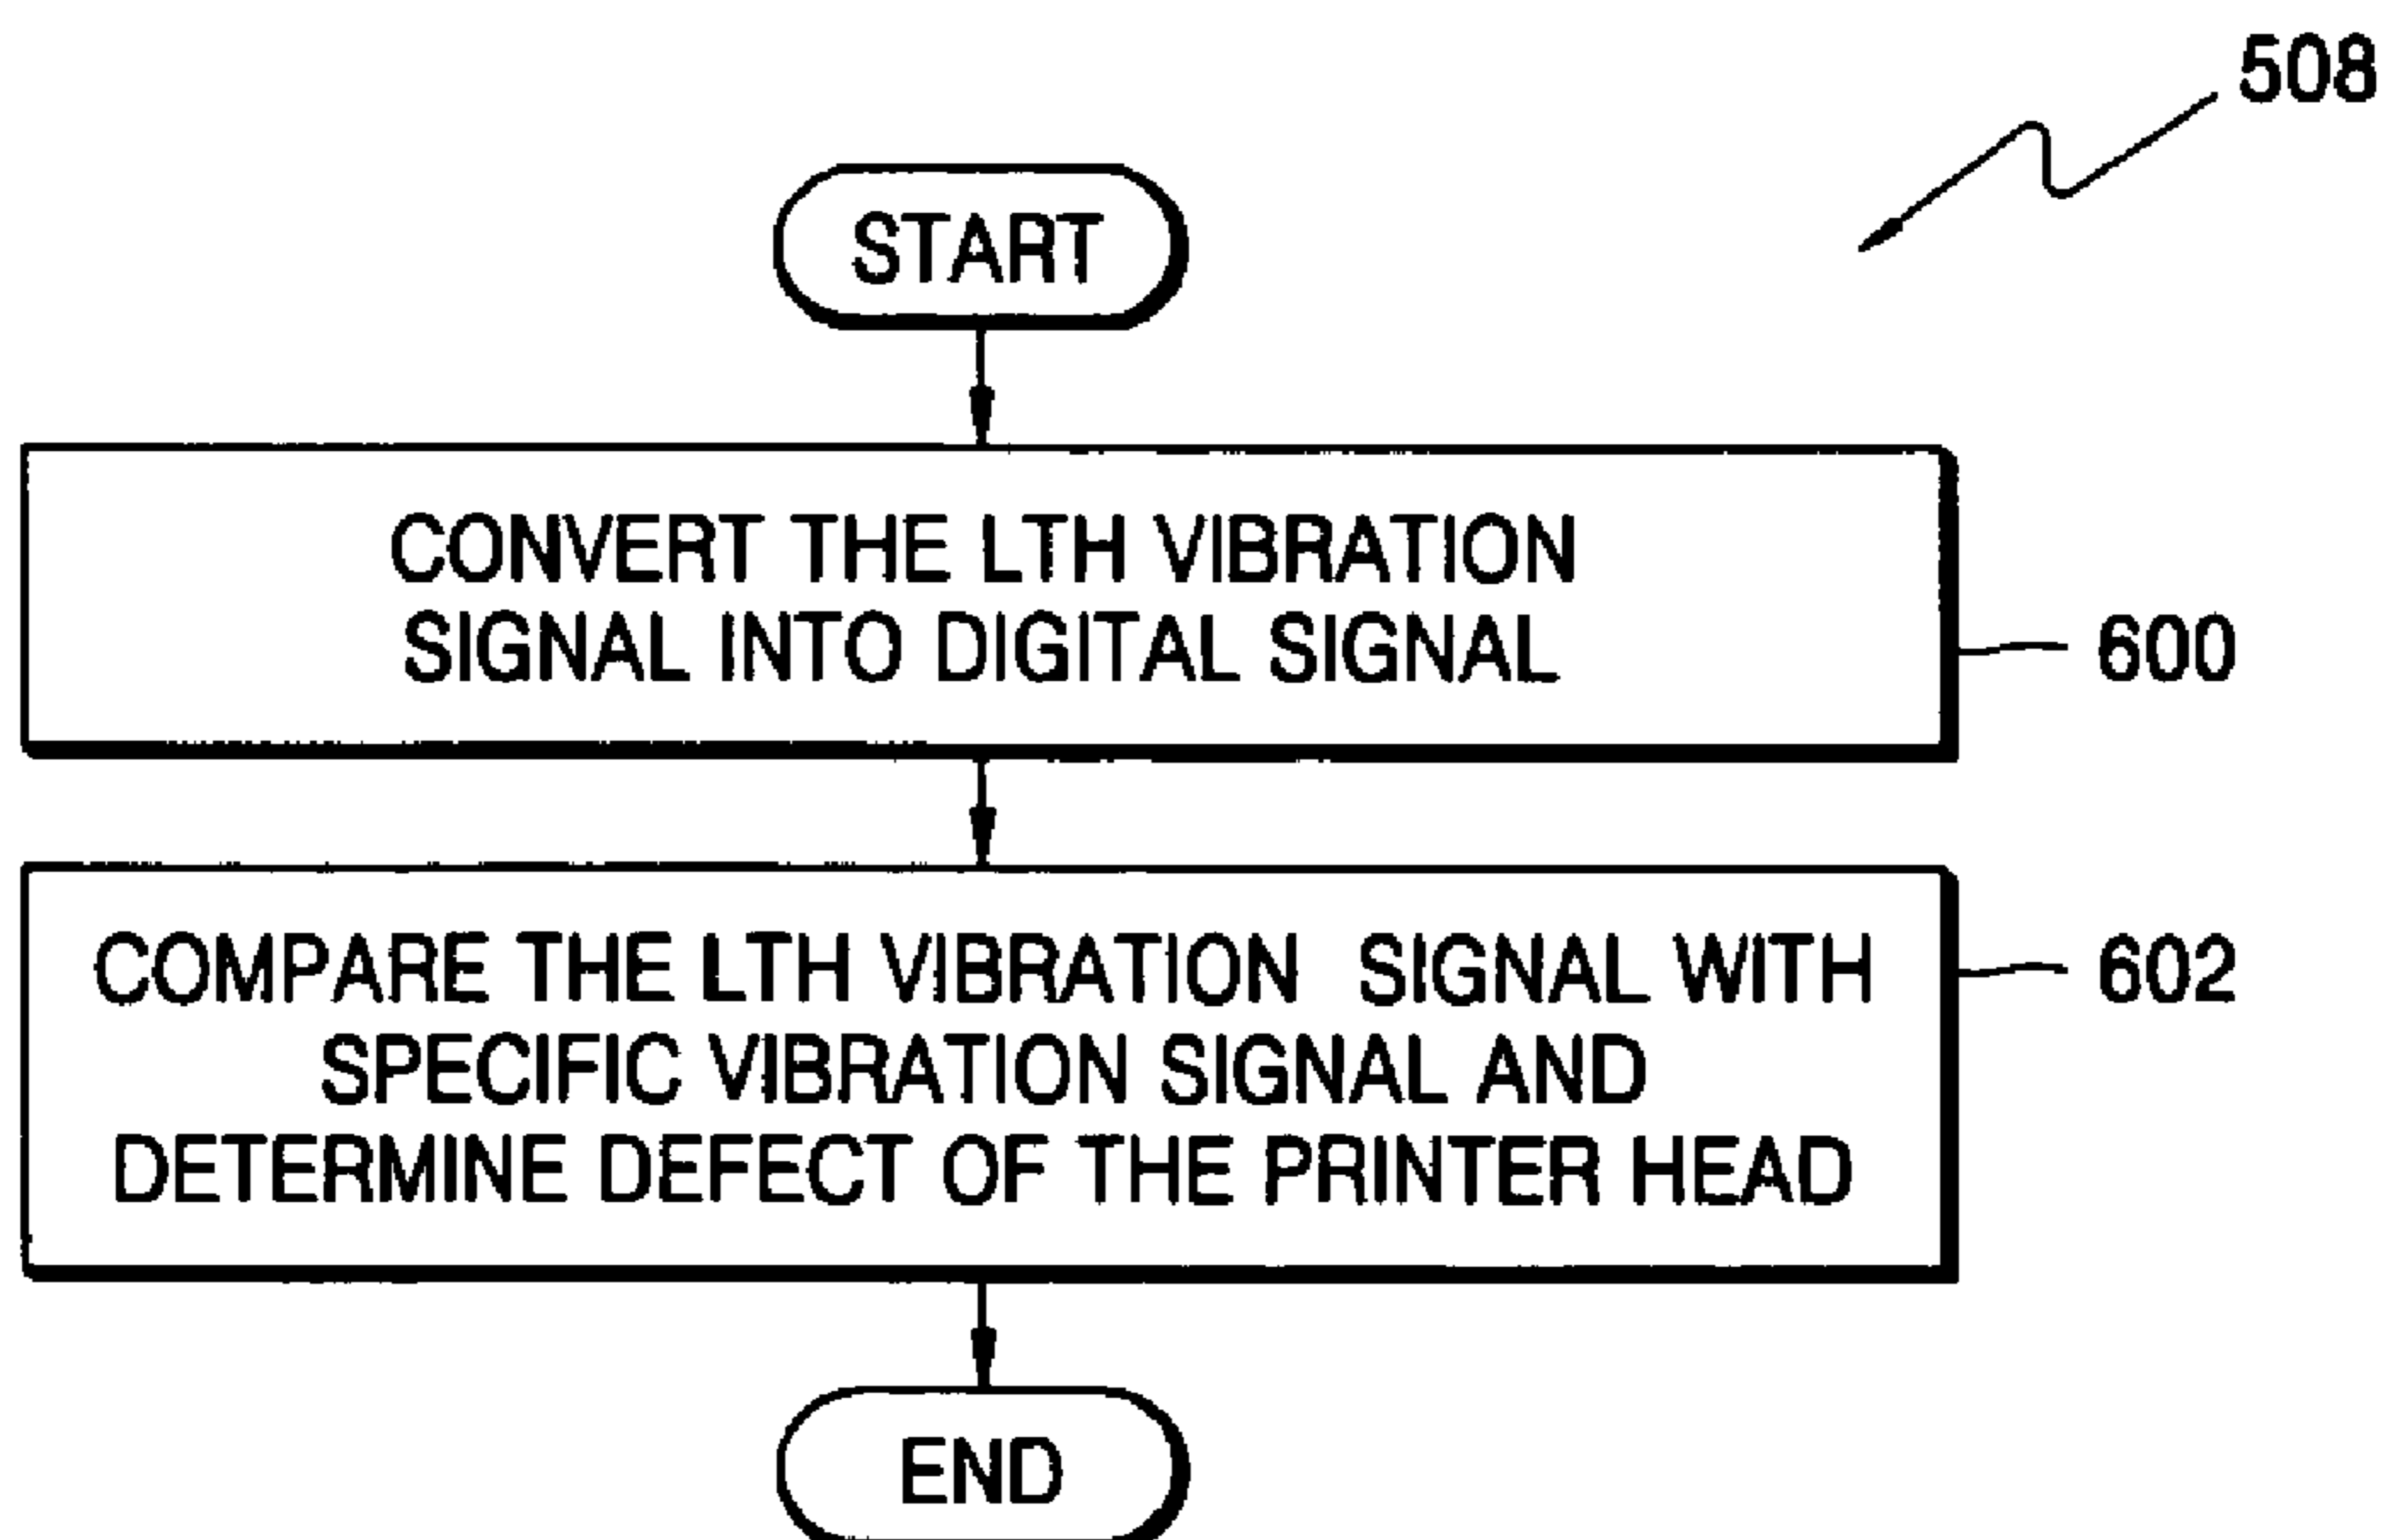 508
START
CONVERT THE LTH VIBRATION
SIGNAL INTO DIGITAL SIGNAL
600
COMPARE THE LTH VIBRATION SIGNAL WITH
602
SPECIFIC VIBRATION SIGNAL AND
DETERMINE DEFECT OF THE PRINTER HEAD
END